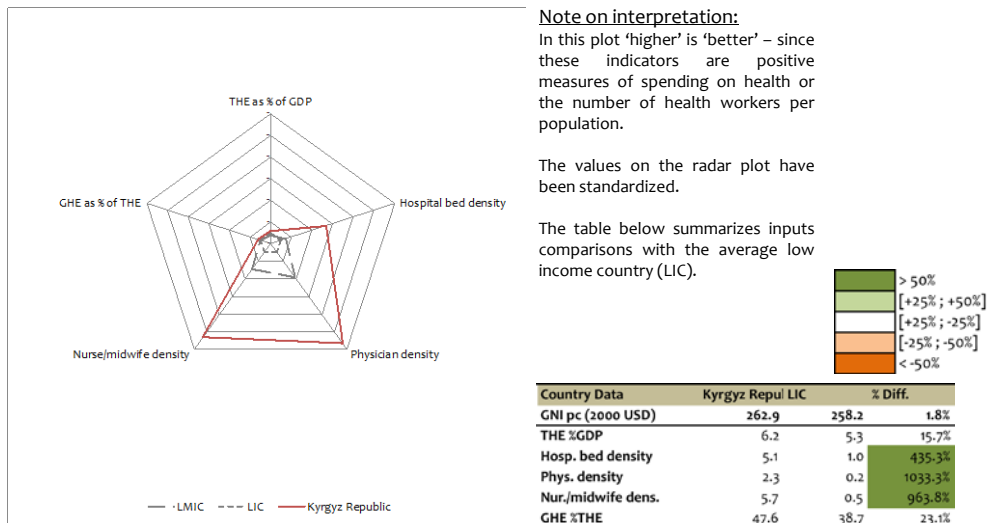 THE as % of GDP
GHE as % of THE
Hospital bed density
Nurse/midwife density
Physician density
LMIC
LIC
Kyrgyz Republic
Note on interpretation:
In this plot ‘higher’ is ‘better’ – since
these indicators are positive
measures of spending on health or
the number of health workers per
population.
The values on the radar plot have
been standardized.
The table below summarizes inputs
comparisons with the average low
income country (LIC).
> 50%
[+25% ; +50%]
[+25% ; -25%]
[-25% ; -50%]
< -50%
Country Data Kyrgyz Repul LIC % Diff.
GNI pc (2000 USD) 262.9 258.2 1.8%
THE %GDP 6.2 5.3 15.7%
Hosp. bed density 5.1 1.0 435.3%
Phys. density 2.3 0.2 1033.3%
Nur./midwife dens. 5.7 0.5 963.8%
GHE %THE 47.6 38.7 23.1%